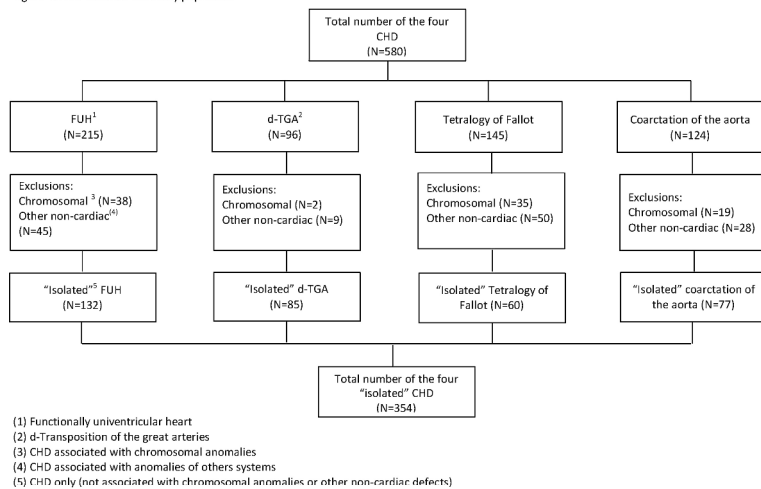 Total number of the four
CHD
(N=580)
FUH1
(N=215)
d-TGA2
(N=96)
Tetralogy of Fallot
(N=145)
Coarctation of the aorta
(N=124)
Exclusions:
Chromosomal 3 (N=38)
Other non-cardiac(4)
(N=45)
Exclusions:
Chromosomal (N=2)
Other non-cardiac (N=9)
Exclusions:
Chromosomal (N=35)
Other non-cardiac (N=50)
Exclusions:
Chromosomal (N=19)
Other non-cardiac (N=28)
“Isolated”5 FUH
(N=132)
“Isolated” d-TGA
(N=85)
“Isolated” Tetralogy of
Fallot (N=60)
“Isolated” coarctation of
the aorta (N=77)
Total number of the four
“isolated” CHD
(N=354)
(1) Functionally univentricular heart
(2) d-Transposition of the great arteries
(3) CHD associated with chromosomal anomalies
(4) CHD associated with anomalies of others systems
(5) CHD only (not associated with chromosomal anomalies or other non-cardiac defects)